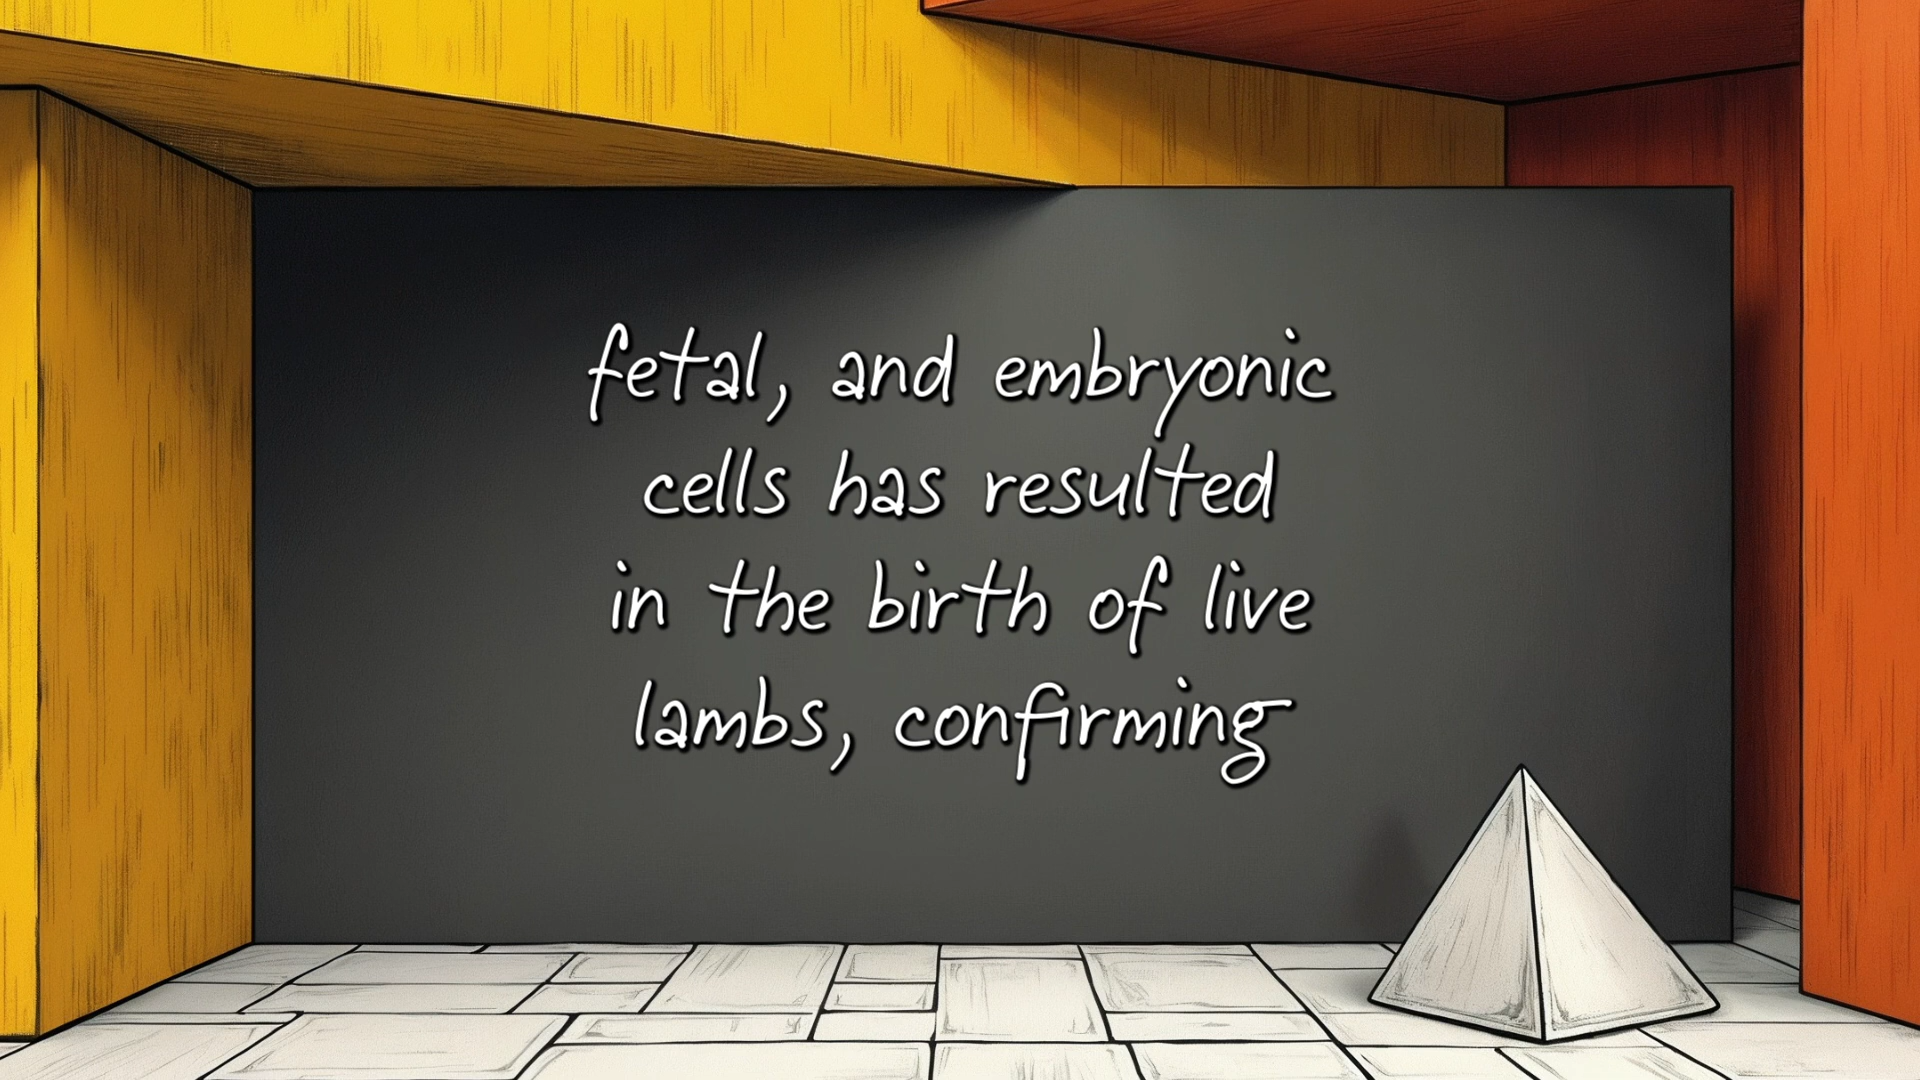 fetal, and embryonic
cells has resulted
in the birth of live
lambs, confirming